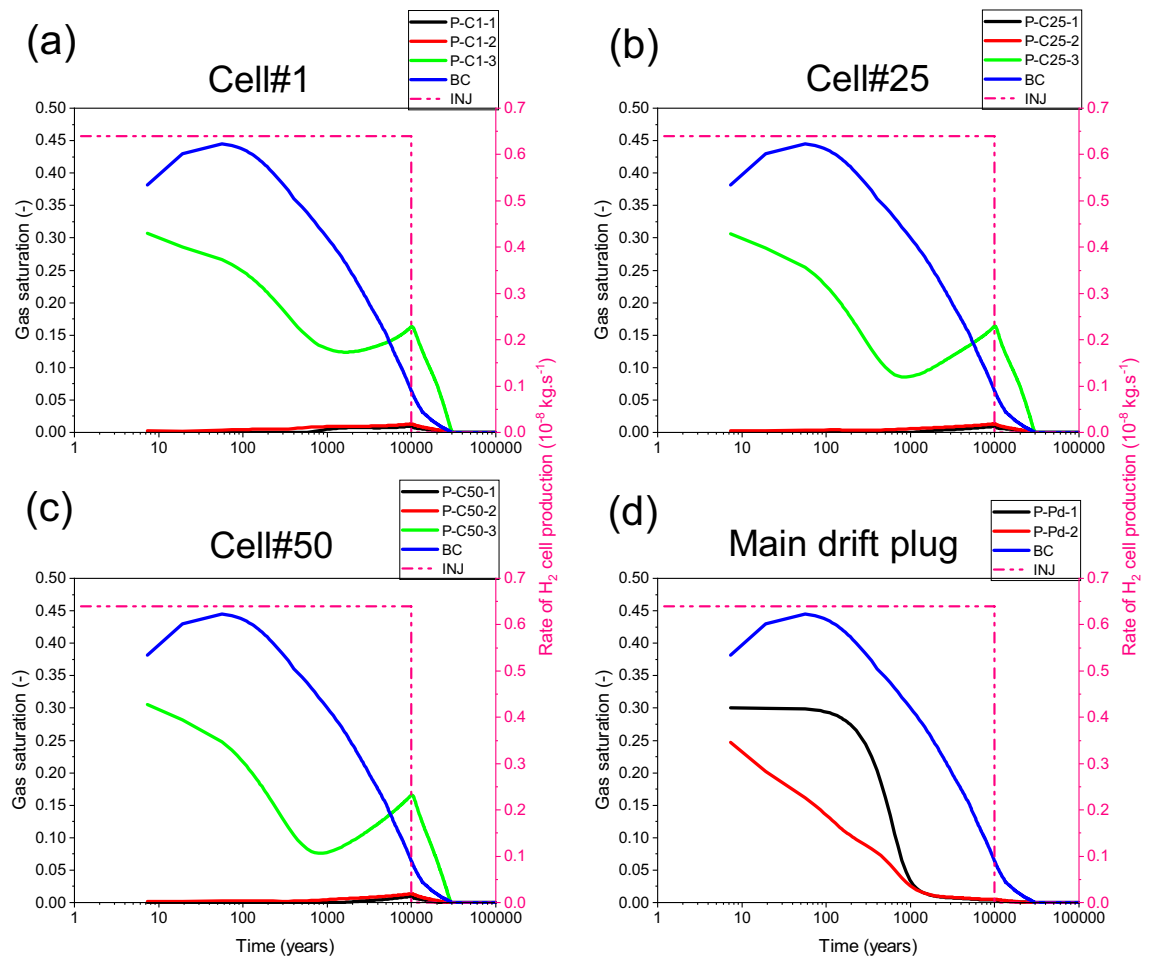 (a)
Cell#1
P-C1-1
P-C1-2
P-C1-3
BC
INJ
0.50
0.45
0.40
0.35
0.30
0.25
0.20
0.15
0.10
0.05
0.00
Gas saturation (-)
0.7
0.6
0.5
0.4
0.3
0.2
0.1
0.0
1
10
100
1000
10000
100000
(b)
Cell#25
P-C25-1
P-C25-2
P-C25-3
BC
INJ
0.50
0.45
0.40
0.35
0.30
0.25
0.20
0.15
0.10
0.05
0.00
Gas saturation (-)
0.7
0.6
0.5
0.4
0.3
0.2
0.1
0.0
1
10
100
1000
10000
100000
(c)
Cell#50
P-C50-1
P-C50-2
P-C50-3
BC
INJ
0.50
0.45
0.40
0.35
0.30
0.25
0.20
0.15
0.10
0.05
0.00
Gas saturation (-)
0.7
0.6
0.5
0.4
0.3
0.2
0.1
0.0
Rate of H₂ cell production (10⁻⁸ kg.s⁻¹)
1
10
100
1000
10000
100000
Time (years)
(d)
Main drift plug
P-Pd-1
P-Pd-2
BC
INJ
0.50
0.45
0.40
0.35
0.30
0.25
0.20
0.15
0.10
0.05
0.00
Gas saturation (-)
0.7
0.6
0.5
0.4
0.3
0.2
0.1
0.0
Rate of H₂ cell production (10⁻⁸ kg.s⁻¹)
1
10
100
1000
10000
100000
Time (years)